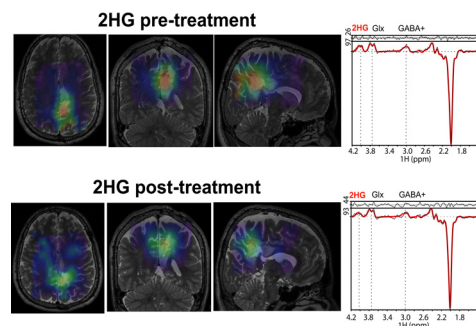 2HG pre-treatment
2HG Glx GABA+
26
97
4.2 3.8 3.4 3.0 2.6 2.2 1.8
1H (ppm)
2HG post-treatment
2HG Glx GABA+
44
93
4.2 3.8 3.4 3.0 2.6 2.2 1.8
1H (ppm)